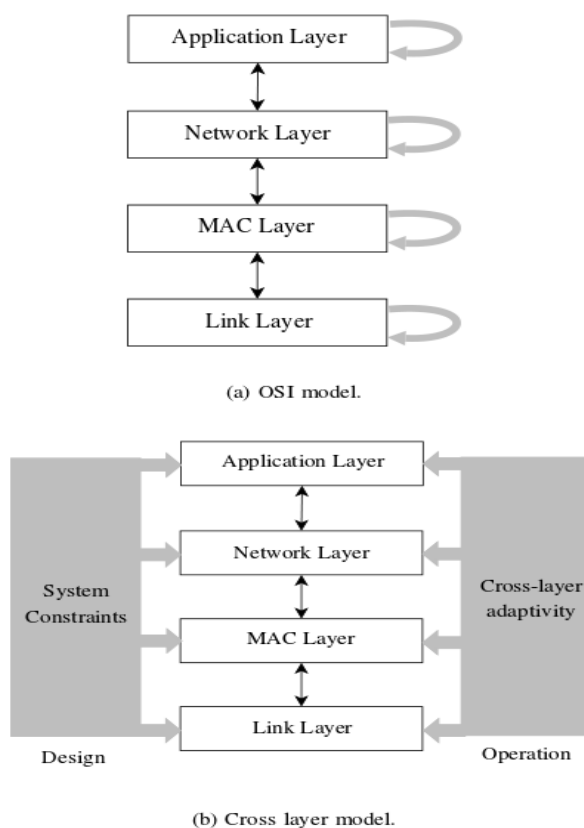 Application Layer
Network Layer
MAC Layer
Link Layer
(a) OSI model.
Application Layer
Network Layer
System
Constraints
Cross-layer
adaptivity
MAC Layer
Link Layer
Design
Operation
(b) Cross layer model.